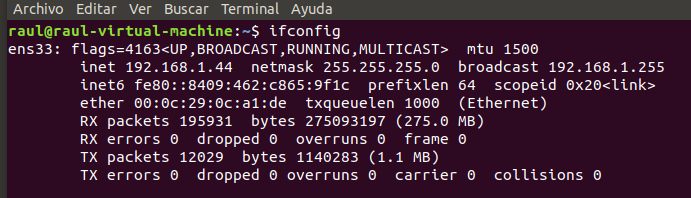 Archivo Editar Ver Buscar Terminal Ayuda
raul@raul-virtual-machine:~$ ifconfig
ens33: flags=4163<UP,BROADCAST,RUNNING,MULTICAST>  mtu 1500
        inet 192.168.1.44  netmask 255.255.255.0  broadcast 192.168.1.255
        inet6 fe80::8409:462:c865:9f1c  prefixlen 64  scopeid 0x20<link>
        ether 00:0c:29:0c:a1:de  txqueuelen 1000  (Ethernet)
        RX packets 195931  bytes 275093197 (275.0 MB)
        RX errors 0  dropped 0  overruns 0  frame 0
        TX packets 12029  bytes 1140283 (1.1 MB)
        TX errors 0  dropped 0 overruns 0  carrier 0  collisions 0